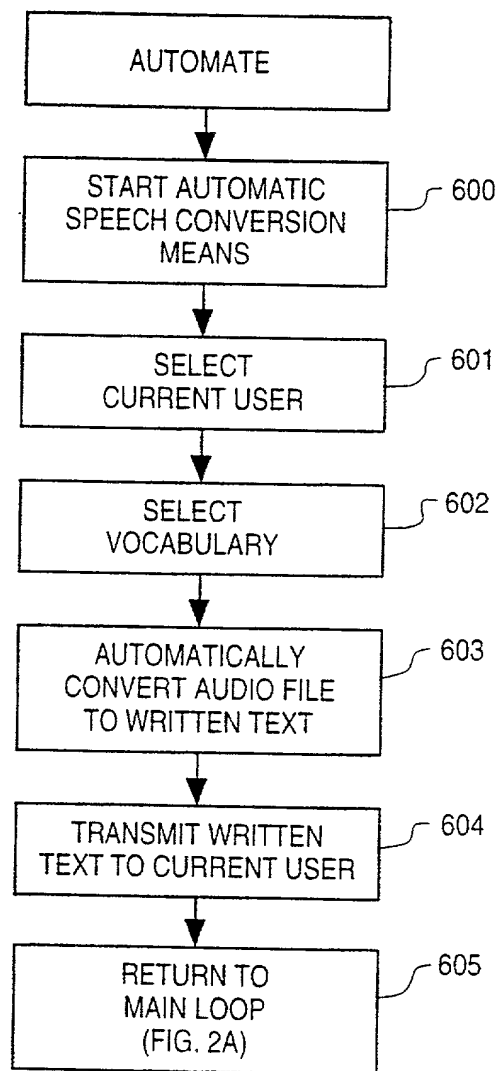 AUTOMATE
START AUTOMATIC
SPEECH CONVERSION
MEANS
600
SELECT
CURRENT USER
601
SELECT
VOCABULARY
602
AUTOMATICALLY
CONVERT AUDIO FILE
TO WRITTEN TEXT
603
TRANSMIT WRITTEN
TEXT TO CURRENT USER
604
RETURN TO
MAIN LOOP
(FIG. 2A)
605